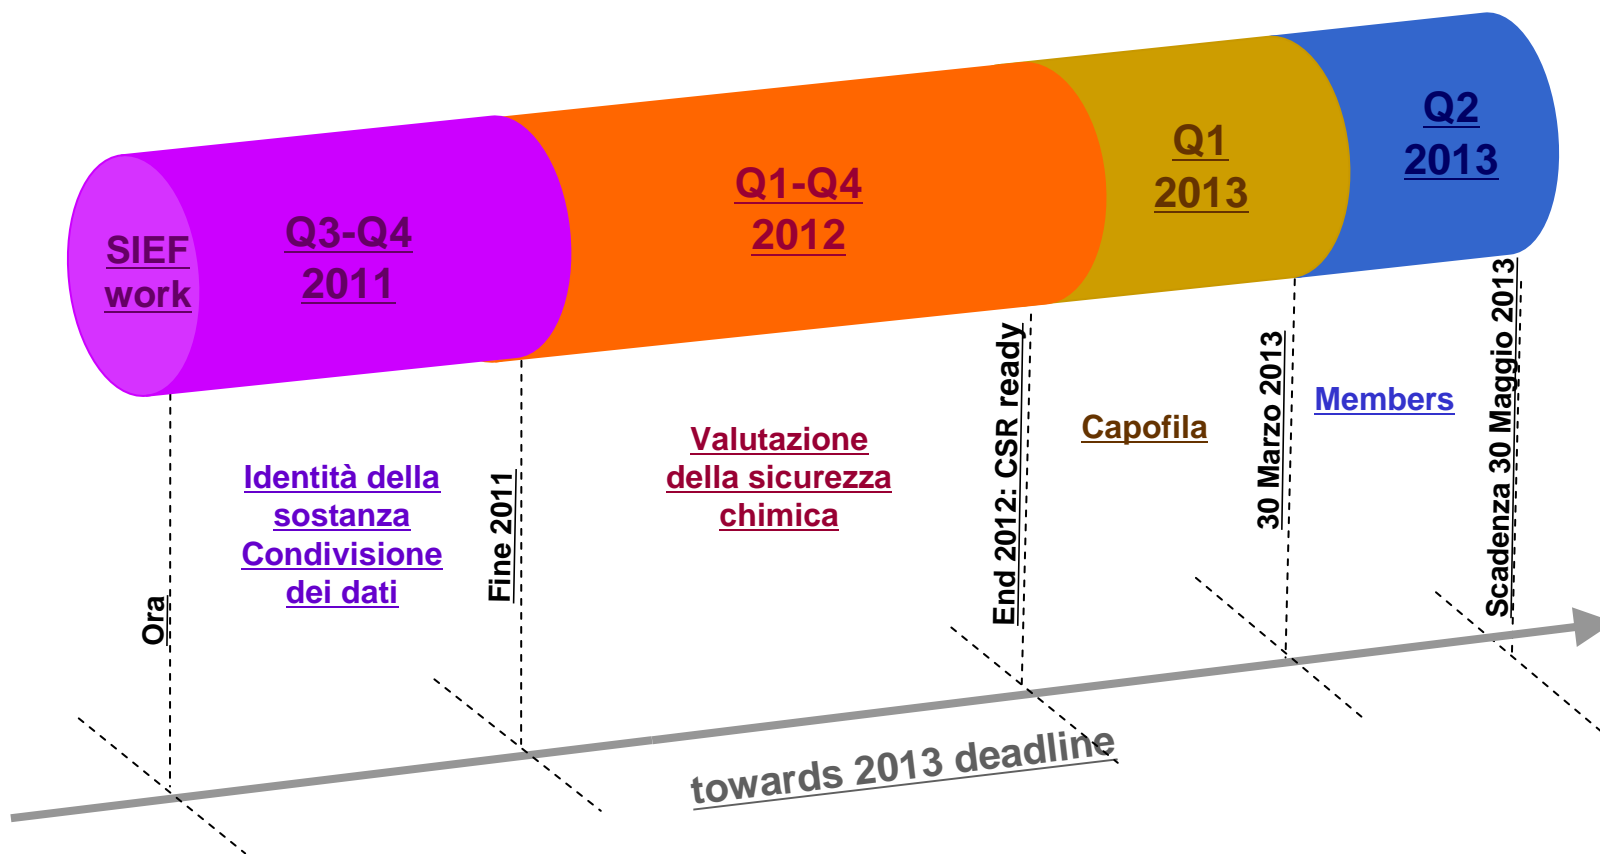 SIEF
work
Q3-Q4
2011
Q1-Q4
2012
Q1
2013
Q2
2013
Ora
Identità della
sostanza
Condivisione
dei dati
Fine 2011
Valutazione
della sicurezza
chimica
End 2012: CSR ready
Capofila
30 Marzo 2013
Members
Scadenza 30 Maggio 2013
towards 2013 deadline